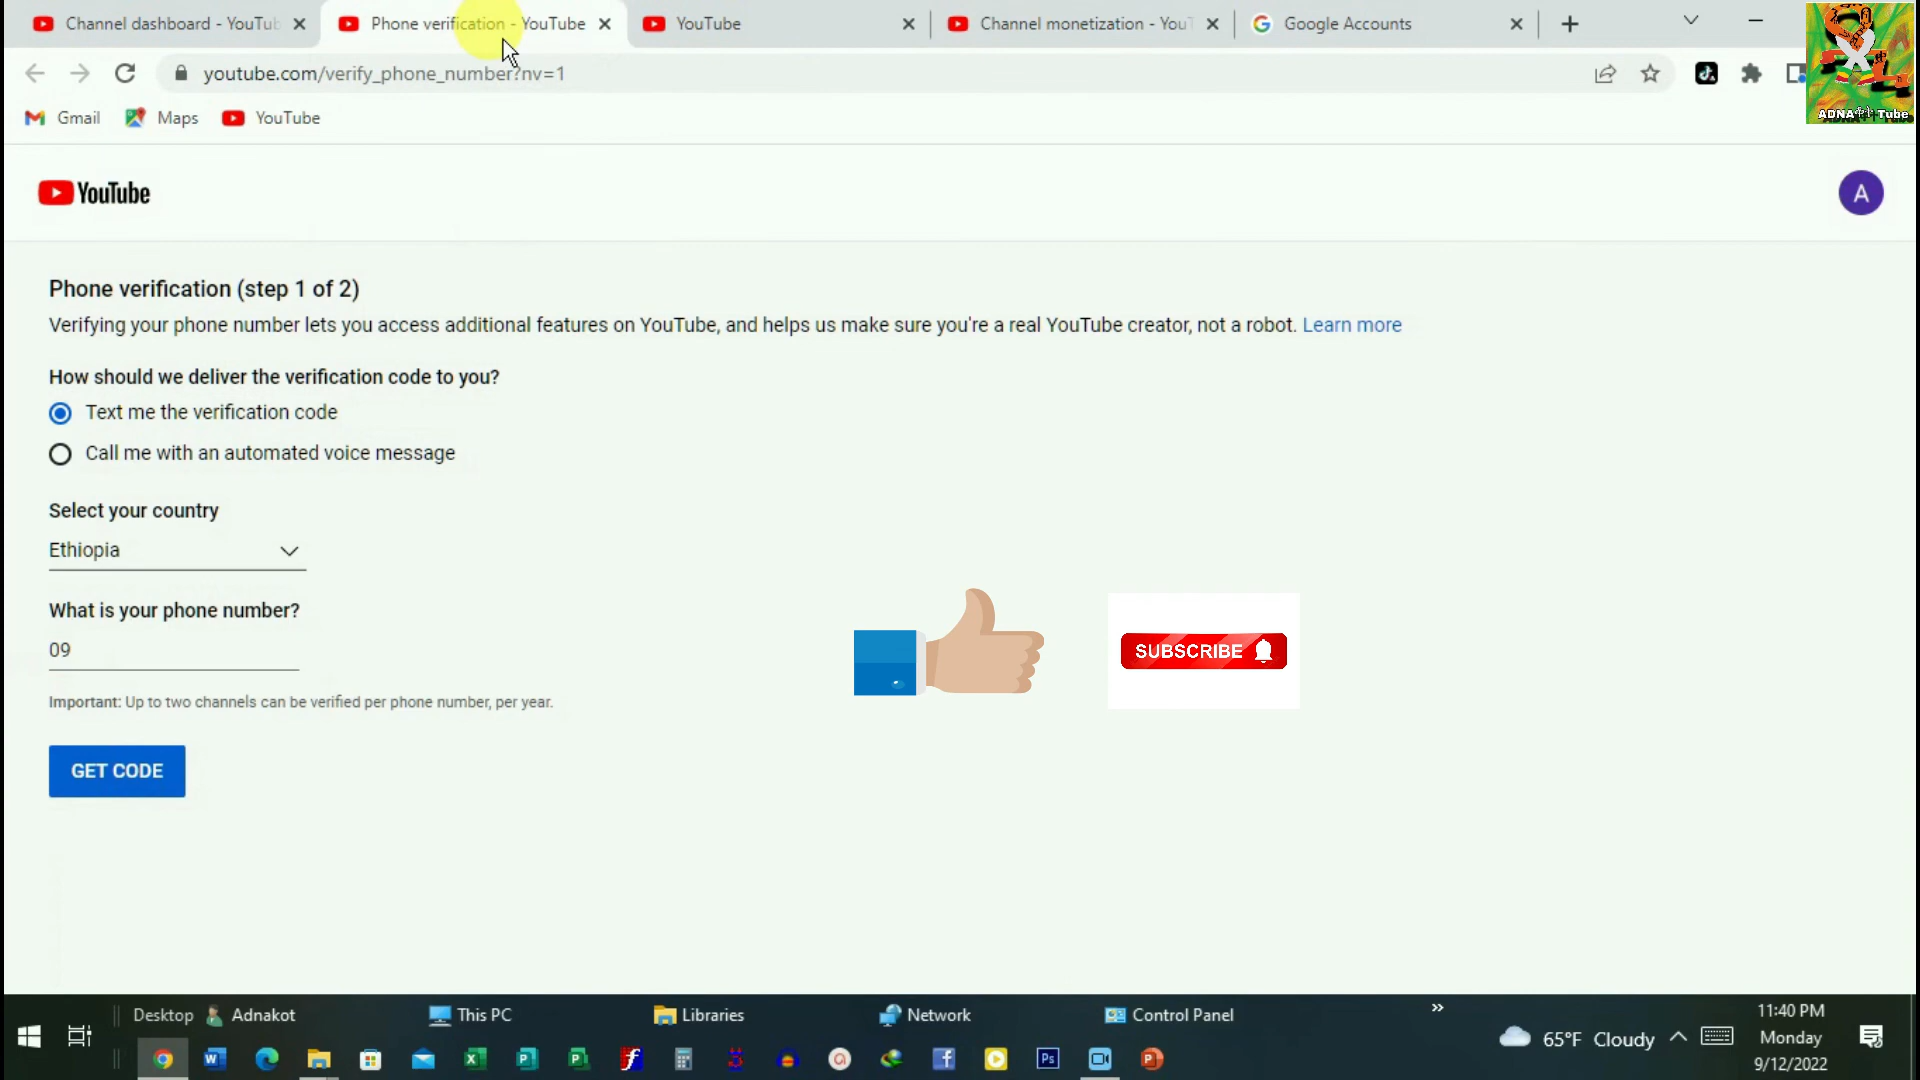 Channel dashboard - YouTub
Phone verification - YouTube
YouTube
Channel monetization - YouT
Google Accounts
youtube.com/verify_phone_number?nv=1
Gmail
Maps
YouTube
YouTube
A
Phone verification (step 1 of 2)
Verifying your phone number lets you access additional features on YouTube, and helps us make sure you're a real YouTube creator, not a robot. Learn more
How should we deliver the verification code to you?
Text me the verification code
Call me with an automated voice message
Select your country
Ethiopia
What is your phone number?
09
Important: Up to two channels can be verified per phone number, per year.
SUBSCRIBE
GET CODE
Desktop
Adnakot
This PC
Libraries
Network
Control Panel
»
65°F Cloudy
11:40 PM
Monday
9/12/2022